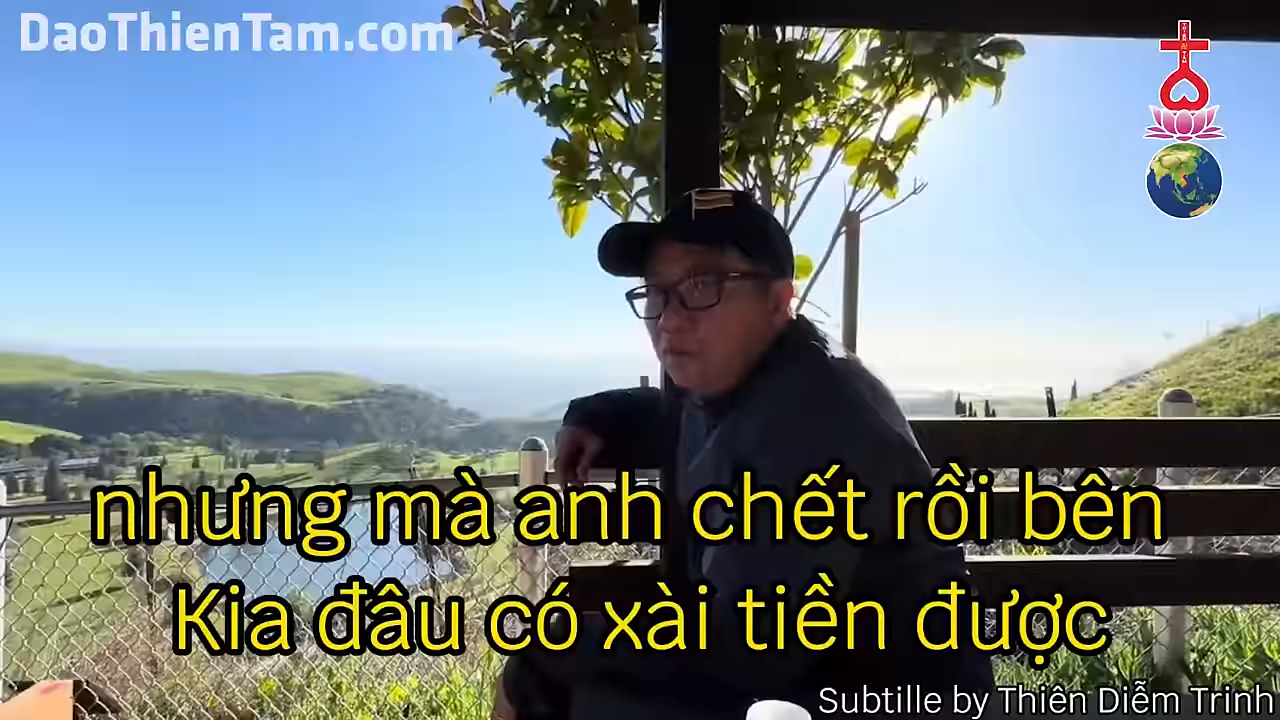 DaoThienTam.com
nhưng mà anh chết rồi bên
Kia đâu có xài tiền được
Subtille by Thiên Diễm Trinh